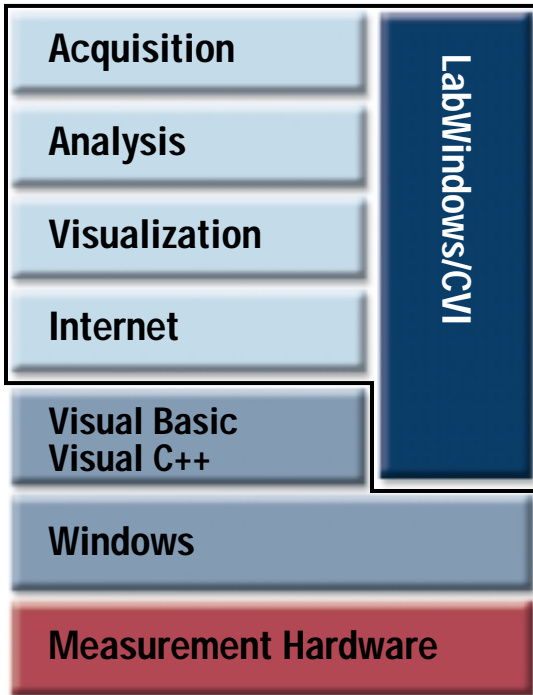 Acquisition
Analysis
Visualization
Internet
LabWindows/CVI
Visual Basic
Visual C++
Windows
Measurement Hardware